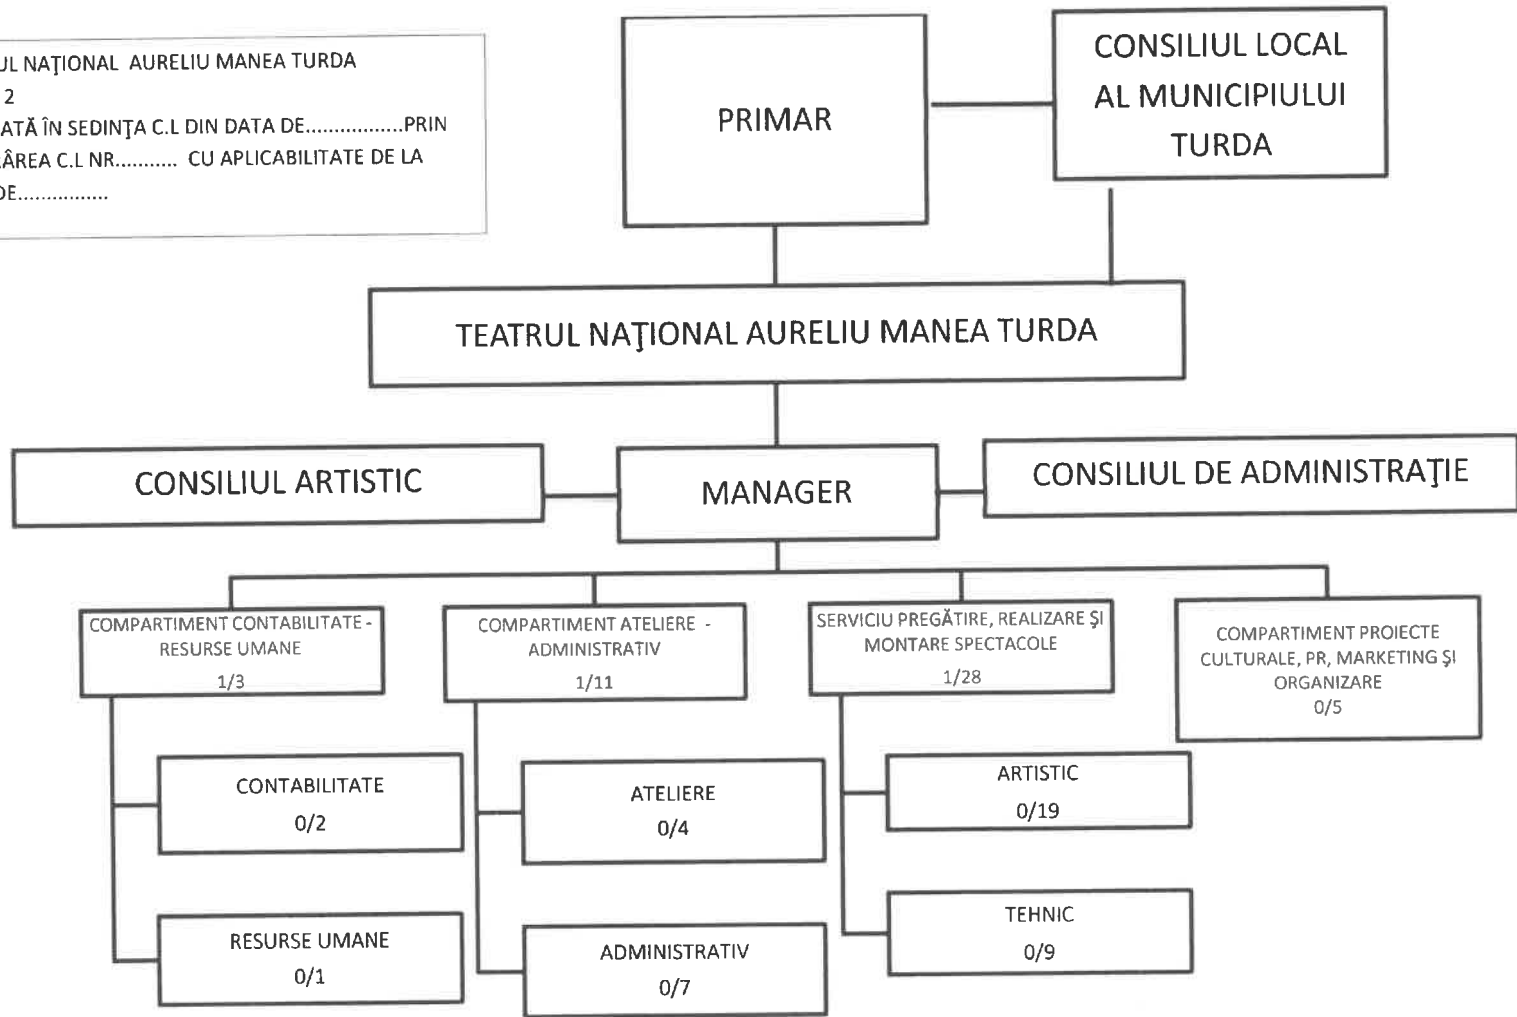 UL NAŢIONAL AURELIU MANEA TURDA
2
ATĂ ÎN SEDINŢA C.L DIN DATA DE.................PRIN
ÂREA C.L NR........... CU APLICABILITATE DE LA
DE................
PRIMAR
CONSILIUL LOCAL
AL MUNICIPIULUI
TURDA
TEATRUL NAŢIONAL AURELIU MANEA TURDA
CONSILIUL ARTISTIC
MANAGER
CONSILIUL DE ADMINISTRAŢIE
COMPARTIMENT CONTABILITATE -
RESURSE UMANE
1/3
COMPARTIMENT ATELIERE -
ADMINISTRATIV
1/11
SERVICIU PREGĂTIRE, REALIZARE ŞI
MONTARE SPECTACOLE
1/28
COMPARTIMENT PROIECTE
CULTURALE, PR, MARKETING ŞI
ORGANIZARE
0/5
CONTABILITATE
0/2
ATELIERE
0/4
ARTISTIC
0/19
RESURSE UMANE
0/1
ADMINISTRATIV
0/7
TEHNIC
0/9